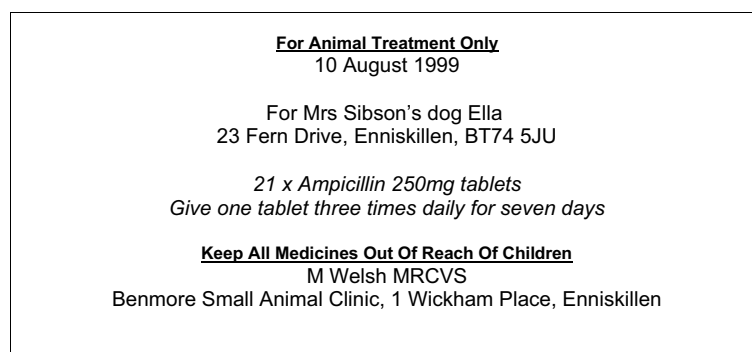 For Animal Treatment Only
10 August 1999
For Mrs Sibson's dog Ella
23 Fern Drive, Enniskillen, BT74 5JU
21 x Ampicillin 250mg tablets
Give one tablet three times daily for seven days
Keep All Medicines Out Of Reach Of Children
M Welsh MRCVS
Benmore Small Animal Clinic, 1 Wickham Place, Enniskillen